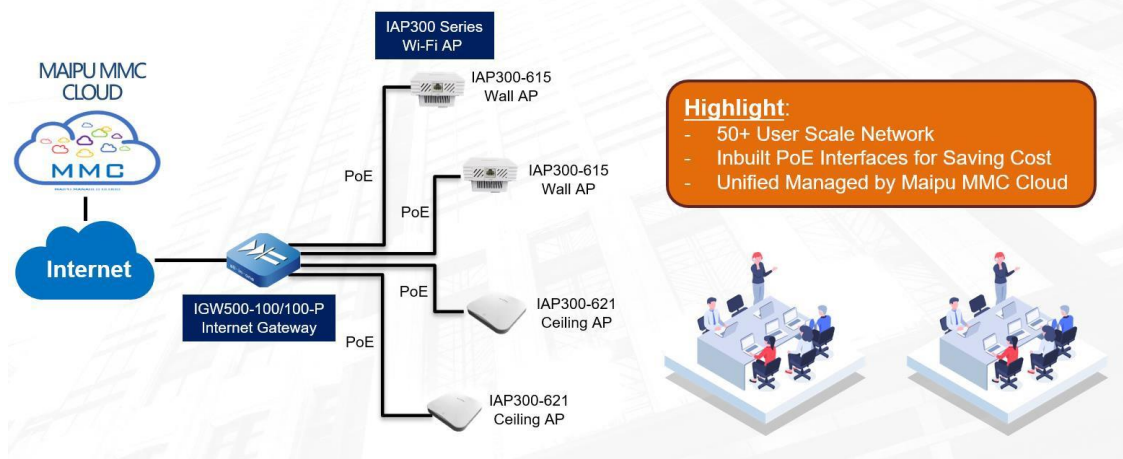 IAP300 Series
Wi-Fi AP
MAIPU MMC
CLOUD
MMC
Internet
IGW500-100/100-P
Internet Gateway
PoE
PoE
PoE
PoE
IAP300-615
Wall AP
IAP300-615
Wall AP
IAP300-621
Ceiling AP
IAP300-621
Ceiling AP
Highlight:
- 50+ User Scale Network
- Inbuilt PoE Interfaces for Saving Cost
- Unified Managed by Maipu MMC Cloud